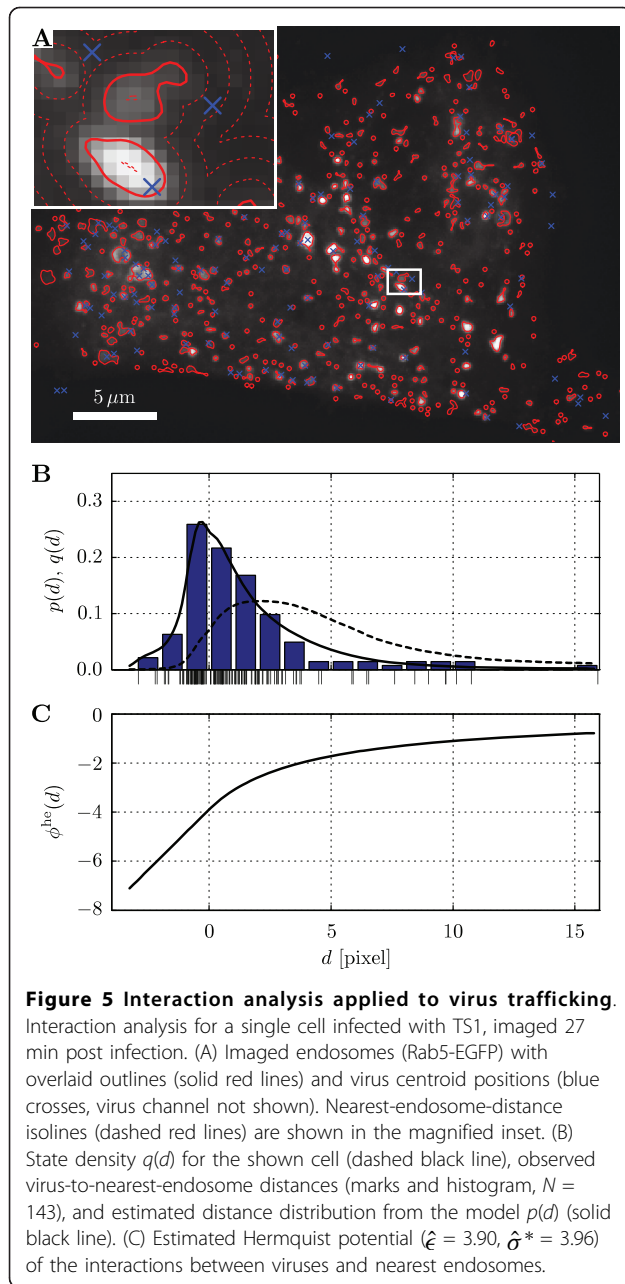 A
5 μm
B
p(d), q(d)
0.3
0.2
0.1
0.0
C
φ^he(d)
0
−2
−4
−6
−8
0 5 10 15
d [pixel]
Figure 5 Interaction analysis applied to virus trafficking.
Interaction analysis for a single cell infected with TS1, imaged 27
min post infection. (A) Imaged endosomes (Rab5-EGFP) with
overlaid outlines (solid red lines) and virus centroid positions (blue
crosses, virus channel not shown). Nearest-endosome-distance
isolines (dashed red lines) are shown in the magnified inset. (B)
State density q(d) for the shown cell (dashed black line), observed
virus-to-nearest-endosome distances (marks and histogram, N =
143), and estimated distance distribution from the model p(d) (solid
black line). (C) Estimated Hermquist potential (ϵ̂ = 3.90, σ̂* = 3.96)
of the interactions between viruses and nearest endosomes.